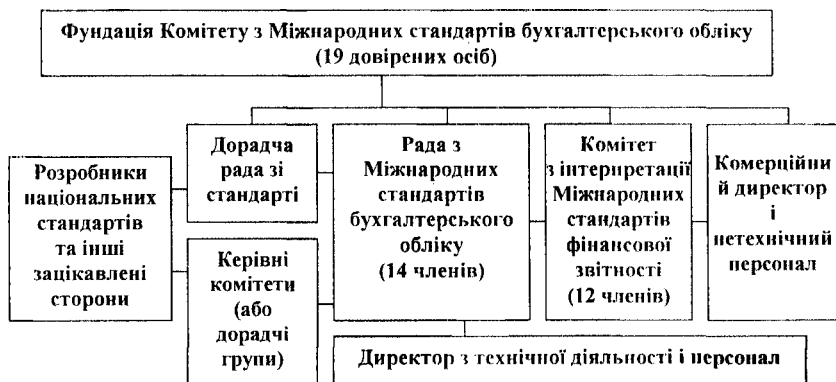 Фундація Комітету з Міжнародних стандартів бухгалтерського обліку
(19 довірених осіб)
Розробники
національних
стандартів
та інші
зацікавлені
сторони
Дорадча
рада зі
стандарті
Керівні
комітети
(або
дорадчі
групи)
Рада з
Міжнародних
стандартів
бухгалтерського
обліку
(14 членів)
Комітет
з інтерпретації
Міжнародних
стандартів
фінансової
звітності
(12 членів)
Комерційни
й директор
і
нетехнічний
персонал
Директор з технічної діяльності і персонал